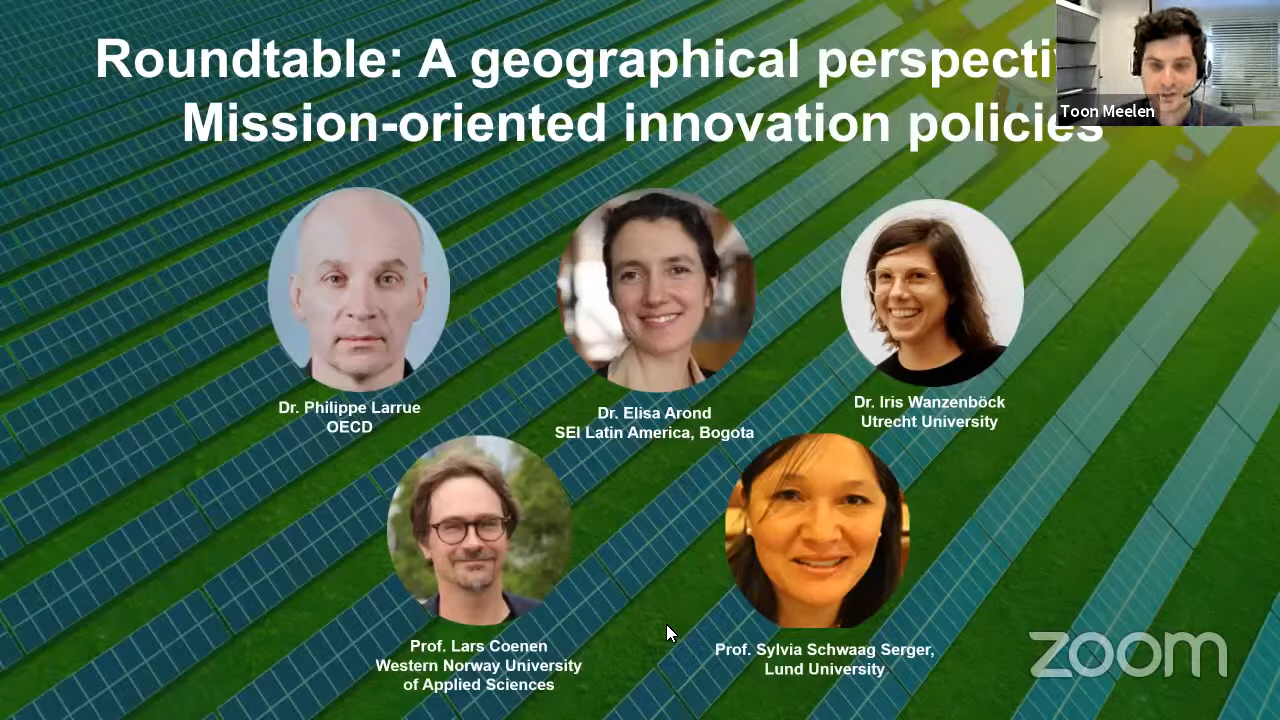 Roundtable: A geographical perspecti
Mission-oriented innovation policies
Toon Meelen
Dr. Philippe Larrue
OECD
Dr. Elisa Arond
SEI Latin America, Bogota
Dr. Iris Wanzenböck
Utrecht University
Prof. Lars Coenen
Western Norway University
of Applied Sciences
Prof. Sylvia Schwaag Serger,
Lund University
zoom